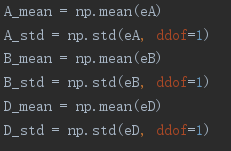 A_mean = np.mean(eA)
A_std = np.std(eA, ddof=1)
B_mean = np.mean(eB)
B_std = np.std(eB, ddof=1)
D_mean = np.mean(eD)
D_std = np.std(eD, ddof=1)